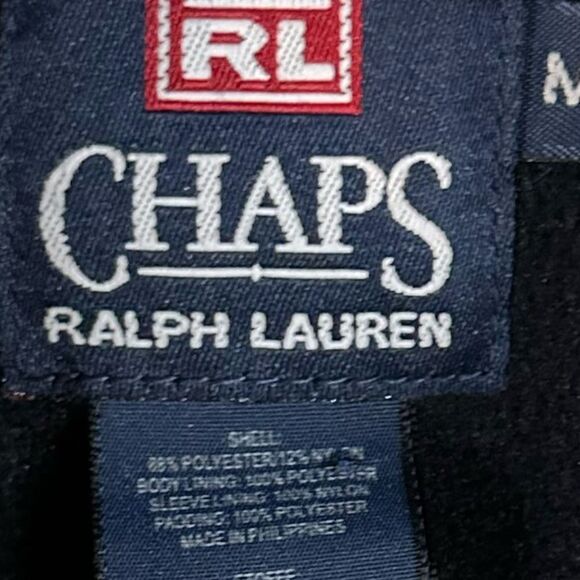 RL
M
CHAPS
RALPH LAUREN
SHELL:
88% POLYESTER/12% NYLON
BODY LINING: 100% POLYESTER
SLEEVE LINING: 100% NYLON
PADDING: 100% POLYESTER
MADE IN PHILIPPINES